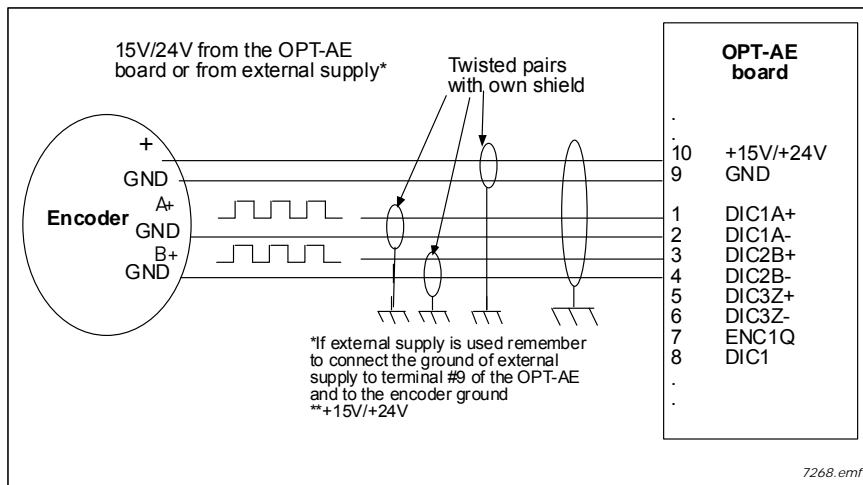 15V/24V from the OPT-AE
board or from external supply*
Twisted pairs
with own shield
OPT-AE
board
.
.
+
10 +15V/+24V
GND
9 GND
A+
1 DIC1A+
Encoder
GND
2 DIC1A-
B+
3 DIC2B+
GND
4 DIC2B-
5 DIC3Z+
6 DIC3Z-
7 ENC1Q
8 DIC1
.
.
*If external supply is used remember
to connect the ground of external
supply to terminal #9 of the OPT-AE
and to the encoder ground
**+15V/+24V
7268.emf